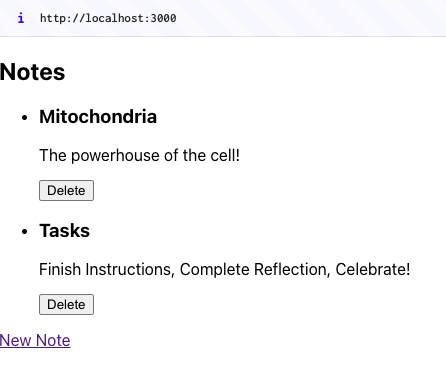 i http://localhost:3000
Notes
Mitochondria
The powerhouse of the cell!
Delete
Tasks
Finish Instructions, Complete Reflection, Celebrate!
Delete
New Note